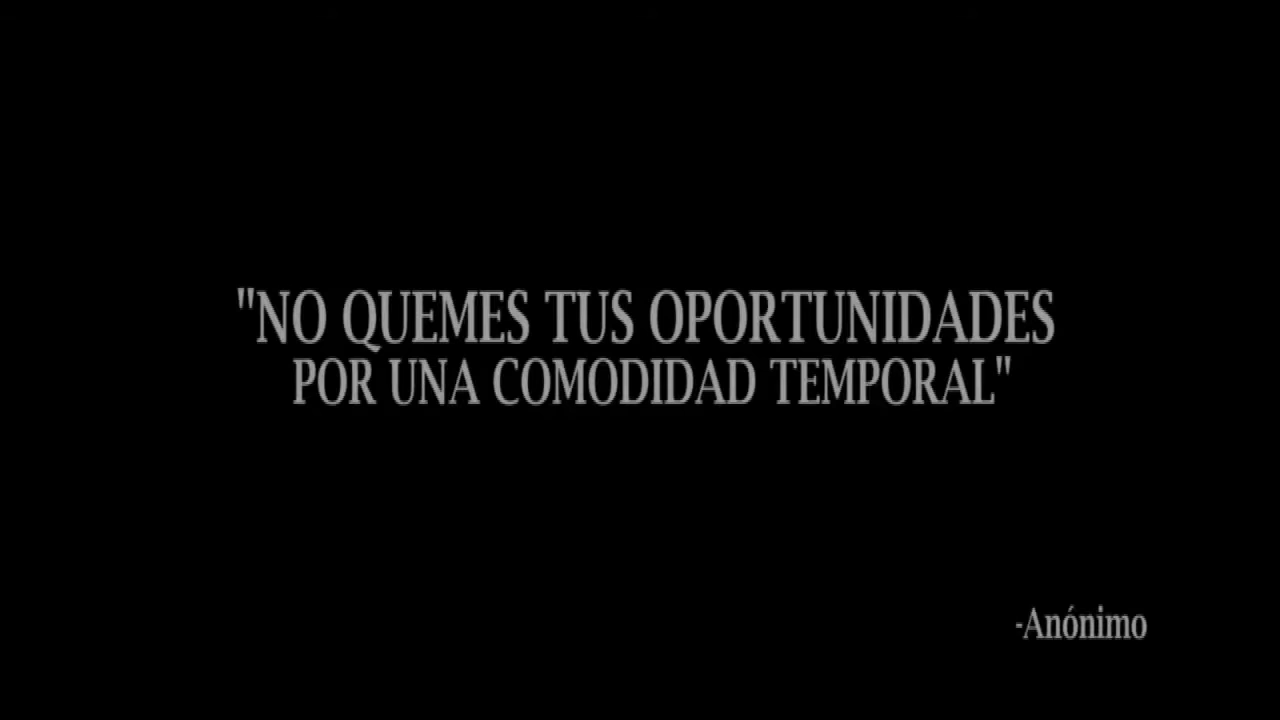 "NO QUEMES TUS OPORTUNIDADES
POR UNA COMODIDAD TEMPORAL"
-Anónimo